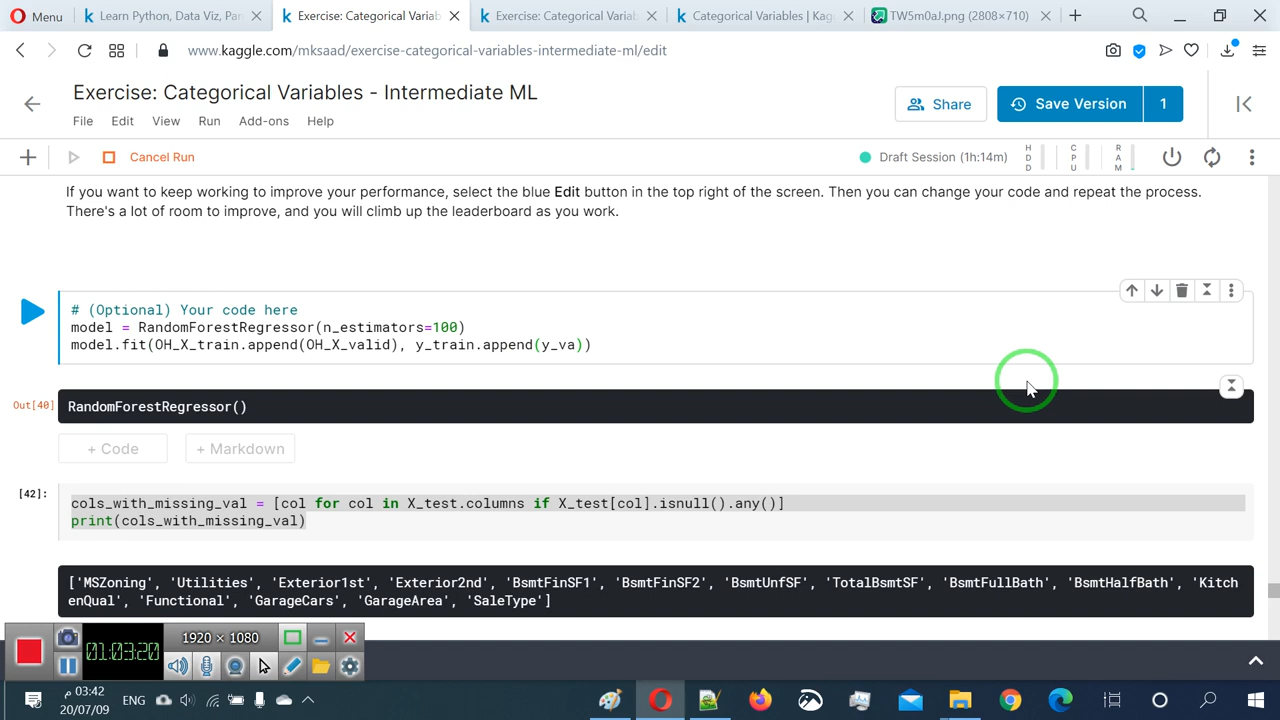 Menu
Learn Python, Data Viz, Pan
Exercise: Categorical Variab
Exercise: Categorical Variab
Categorical Variables | Kagg
TW5m0aJ.png (2808×710)
www.kaggle.com/mksaad/exercise-categorical-variables-intermediate-ml/edit
Exercise: Categorical Variables - Intermediate ML
File Edit View Run Add-ons Help
Share
Save Version 1
Cancel Run
Draft Session (1h:14m)
HDD
CPU
RAM
If you want to keep working to improve your performance, select the blue Edit button in the top right of the screen. Then you can change your code and repeat the process.
There's a lot of room to improve, and you will climb up the leaderboard as you work.
# (Optional) Your code here
model = RandomForestRegressor(n_estimators=100)
model.fit(OH_X_train.append(OH_X_valid), y_train.append(y_va))
Out[40]
RandomForestRegressor()
+ Code
+ Markdown
[42]:
cols_with_missing_val = [col for col in X_test.columns if X_test[col].isnull().any()]
print(cols_with_missing_val)
['MSZoning', 'Utilities', 'Exterior1st', 'Exterior2nd', 'BsmtFinSF1', 'BsmtFinSF2', 'BsmtUnfSF', 'TotalBsmtSF', 'BsmtFullBath', 'BsmtHalfBath', 'Kitch
enQual', 'Functional', 'GarageCars', 'GarageArea', 'SaleType']
01:03:20
1920 × 1080
03:42 م
20/07/09
ENG